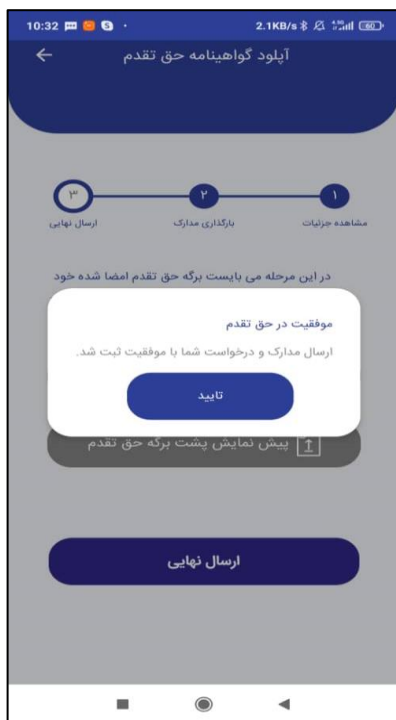 10:32 2.1KB/s 60
آپلود گواهینامه حق تقدم
۱ ۲ ۳
مشاهده جزئیات بارگذاری مدارک ارسال نهایی
در این مرحله می بایست برگه حق تقدم امضا شده خود
موفقیت در حق تقدم
ارسال مدارک و درخواست شما با موفقیت ثبت شد.
تایید
پیش نمایش پشت برگه حق تقدم
ارسال نهایی